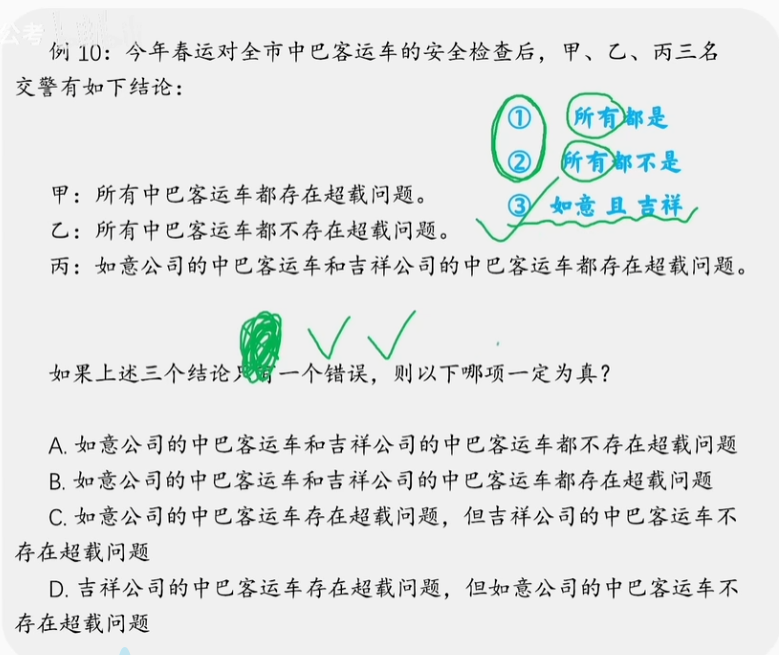 公考
例 10：今年春运对全市中巴客运车的安全检查后，甲、乙、丙三名
交警有如下结论：
① 所有都是
② 所有都不是
甲：所有中巴客运车都存在超载问题。
③ 如意 且 吉祥
乙：所有中巴客运车都不存在超载问题。
丙：如意公司的中巴客运车和吉祥公司的中巴客运车都存在超载问题。
如果上述三个结论只有一个错误，则以下哪项一定为真？
A. 如意公司的中巴客运车和吉祥公司的中巴客运车都不存在超载问题
B. 如意公司的中巴客运车和吉祥公司的中巴客运车都存在超载问题
C. 如意公司的中巴客运车存在超载问题，但吉祥公司的中巴客运车不
存在超载问题
D. 吉祥公司的中巴客运车存在超载问题，但如意公司的中巴客运车不
存在超载问题